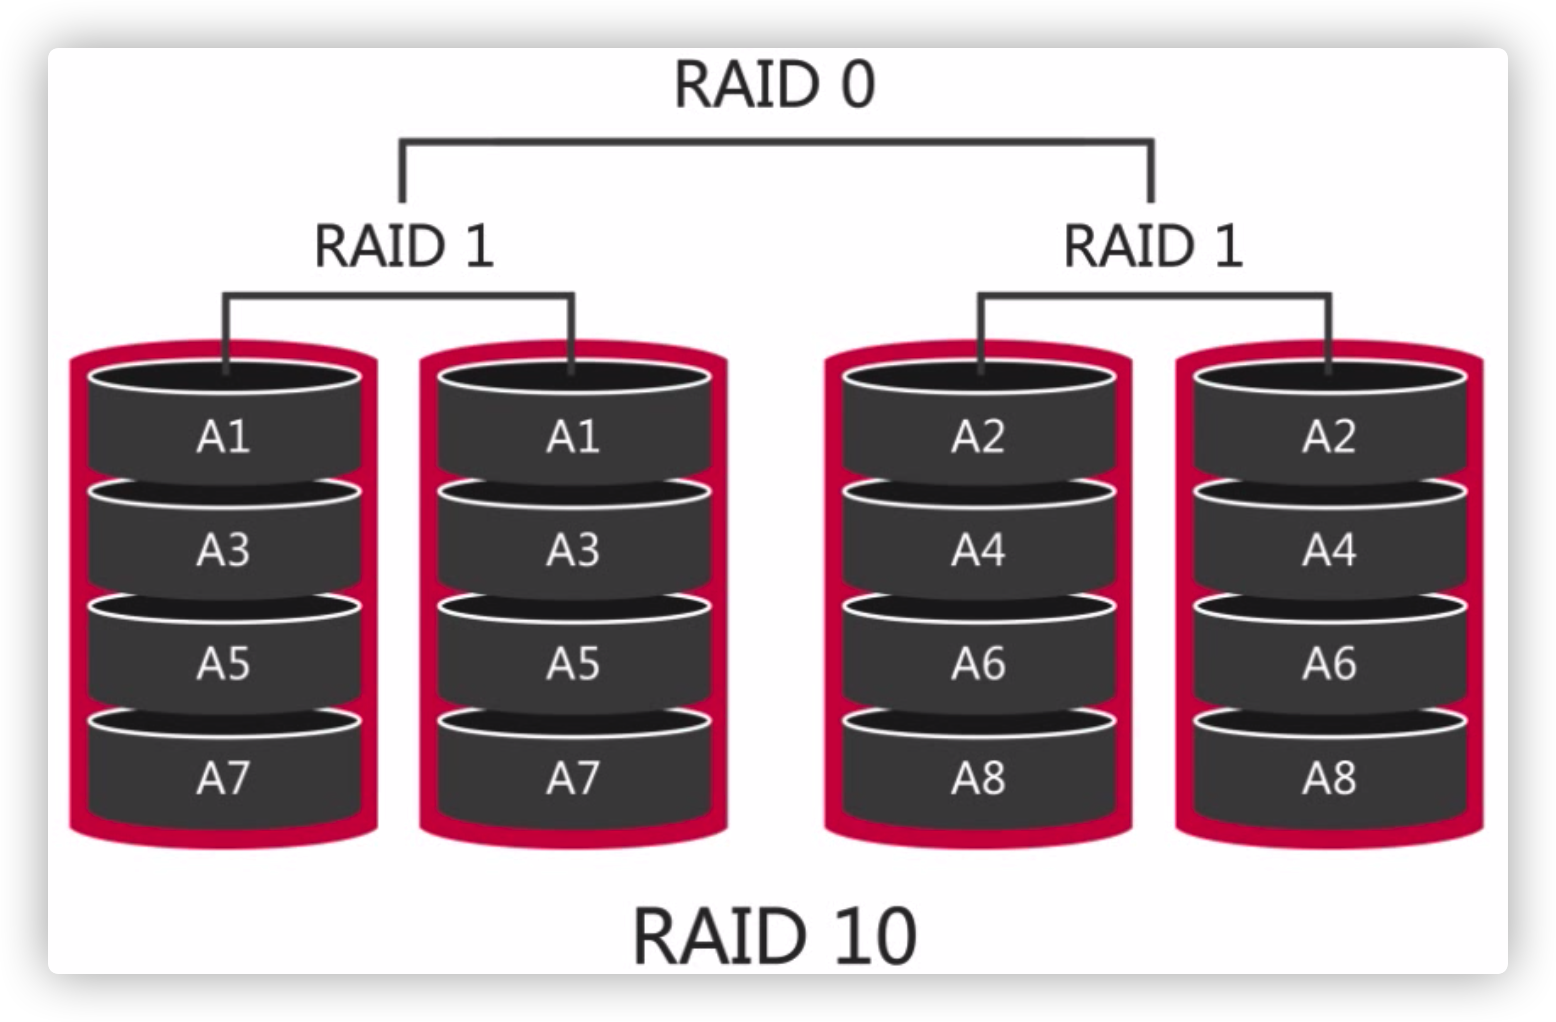 RAID 0
RAID 1 RAID 1
A1 A1 A2 A2
A3 A3 A4 A4
A5 A5 A6 A6
A7 A7 A8 A8
RAID 10